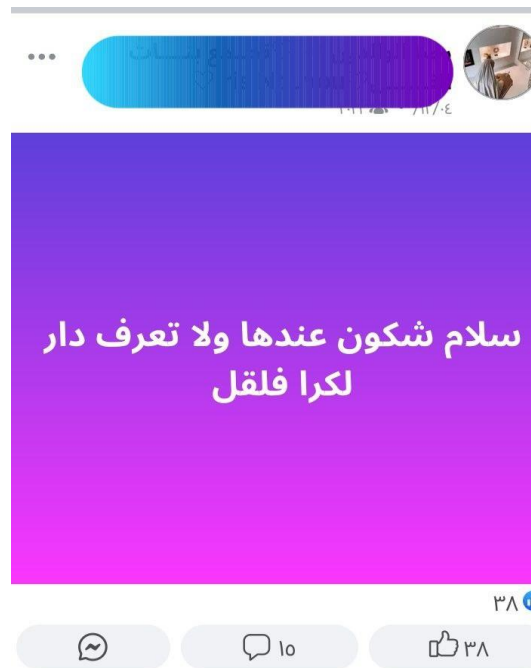 سلام شكون عندها ولا تعرف دار
لكرا فلقل
٣٨
١٥
٣٨